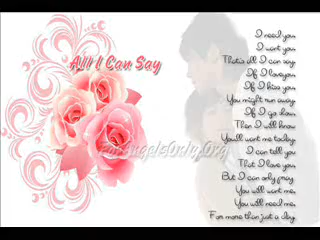 All I Can Say
I need you
I want you
That's all I can say
If I love you
If I kiss you
You might run away
If I go slow
Then I will know
You'll want me today
I can tell you
That I love you
But I can only pray
You will want me,
You will need me,
For more than just a day.
ForAngelsOnly.Org